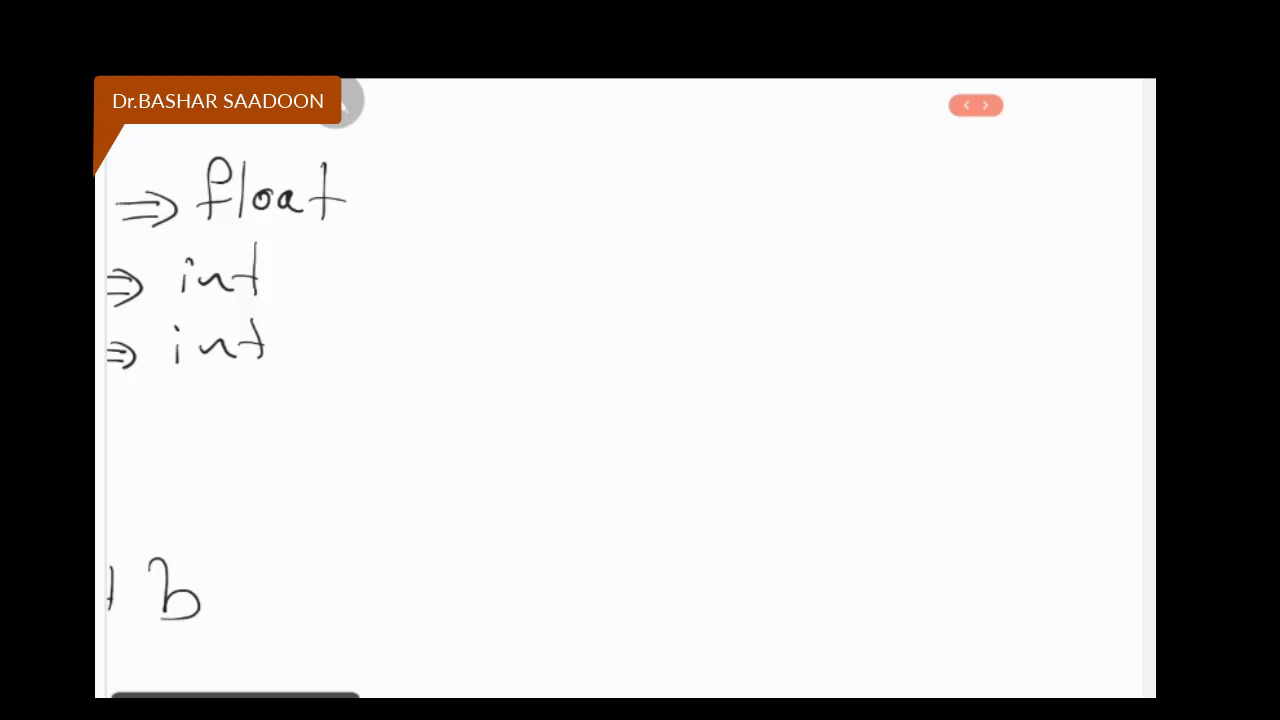 Dr.BASHAR SAADOON
⇒ float
⇒ int
⇒ int
b